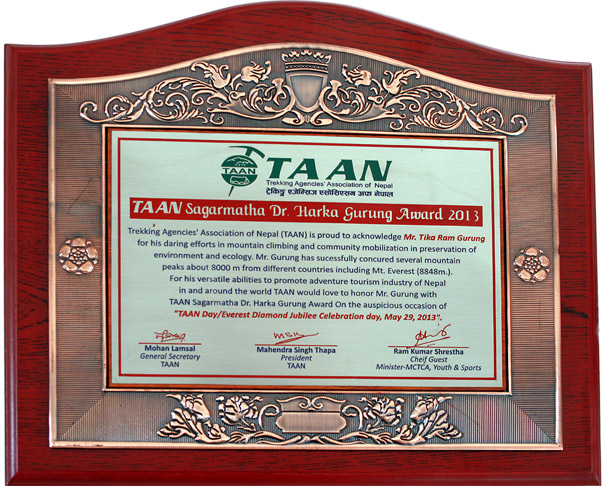 TAAN
TAAN
Trekking Agencies' Association of Nepal
ट्रेकिङ्ग एजेन्सिज एसोसिएसन अफ नेपाल
TAAN Sagarmatha Dr. Harka Gurung Award 2013
Trekking Agencies' Association of Nepal (TAAN) is proud to acknowledge Mr. Tika Ram Gurung
for his daring efforts in mountain climbing and community mobilization in preservation of
environment and ecology. Mr. Gurung has sucessfully concured several mountain
peaks about 8000 m from different countries including Mt. Everest (8848m.).
For his versatile abilities to promote adventure tourism industry of Nepal
in and around the world TAAN would love to honor Mr. Gurung with
TAAN Sagarmatha Dr. Harka Gurung Award On the auspicious occasion of
"TAAN Day/Everest Diamond Jubilee Celebration day, May 29, 2013".
Mohan Lamsal
General Secretary
TAAN
Mahendra Singh Thapa
President
TAAN
Ram Kumar Shrestha
Cheif Guest
Minister-MCTCA, Youth & Sports